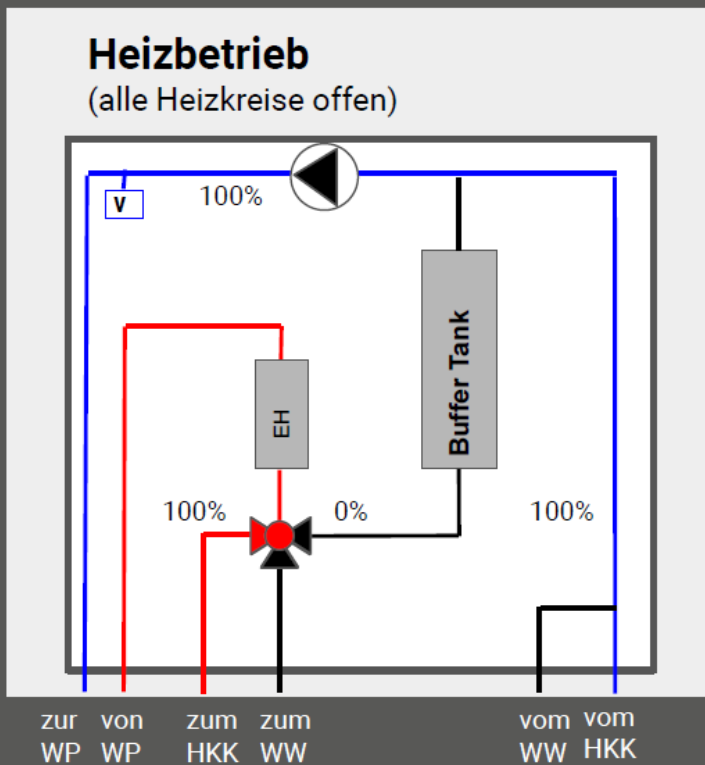 Heizbetrieb
(alle Heizkreise offen)
100%
V
Buffer Tank
EH
100%
0%
100%
zur
WP
von
WP
zum
HKK
zum
WW
vom
WW
vom
HKK